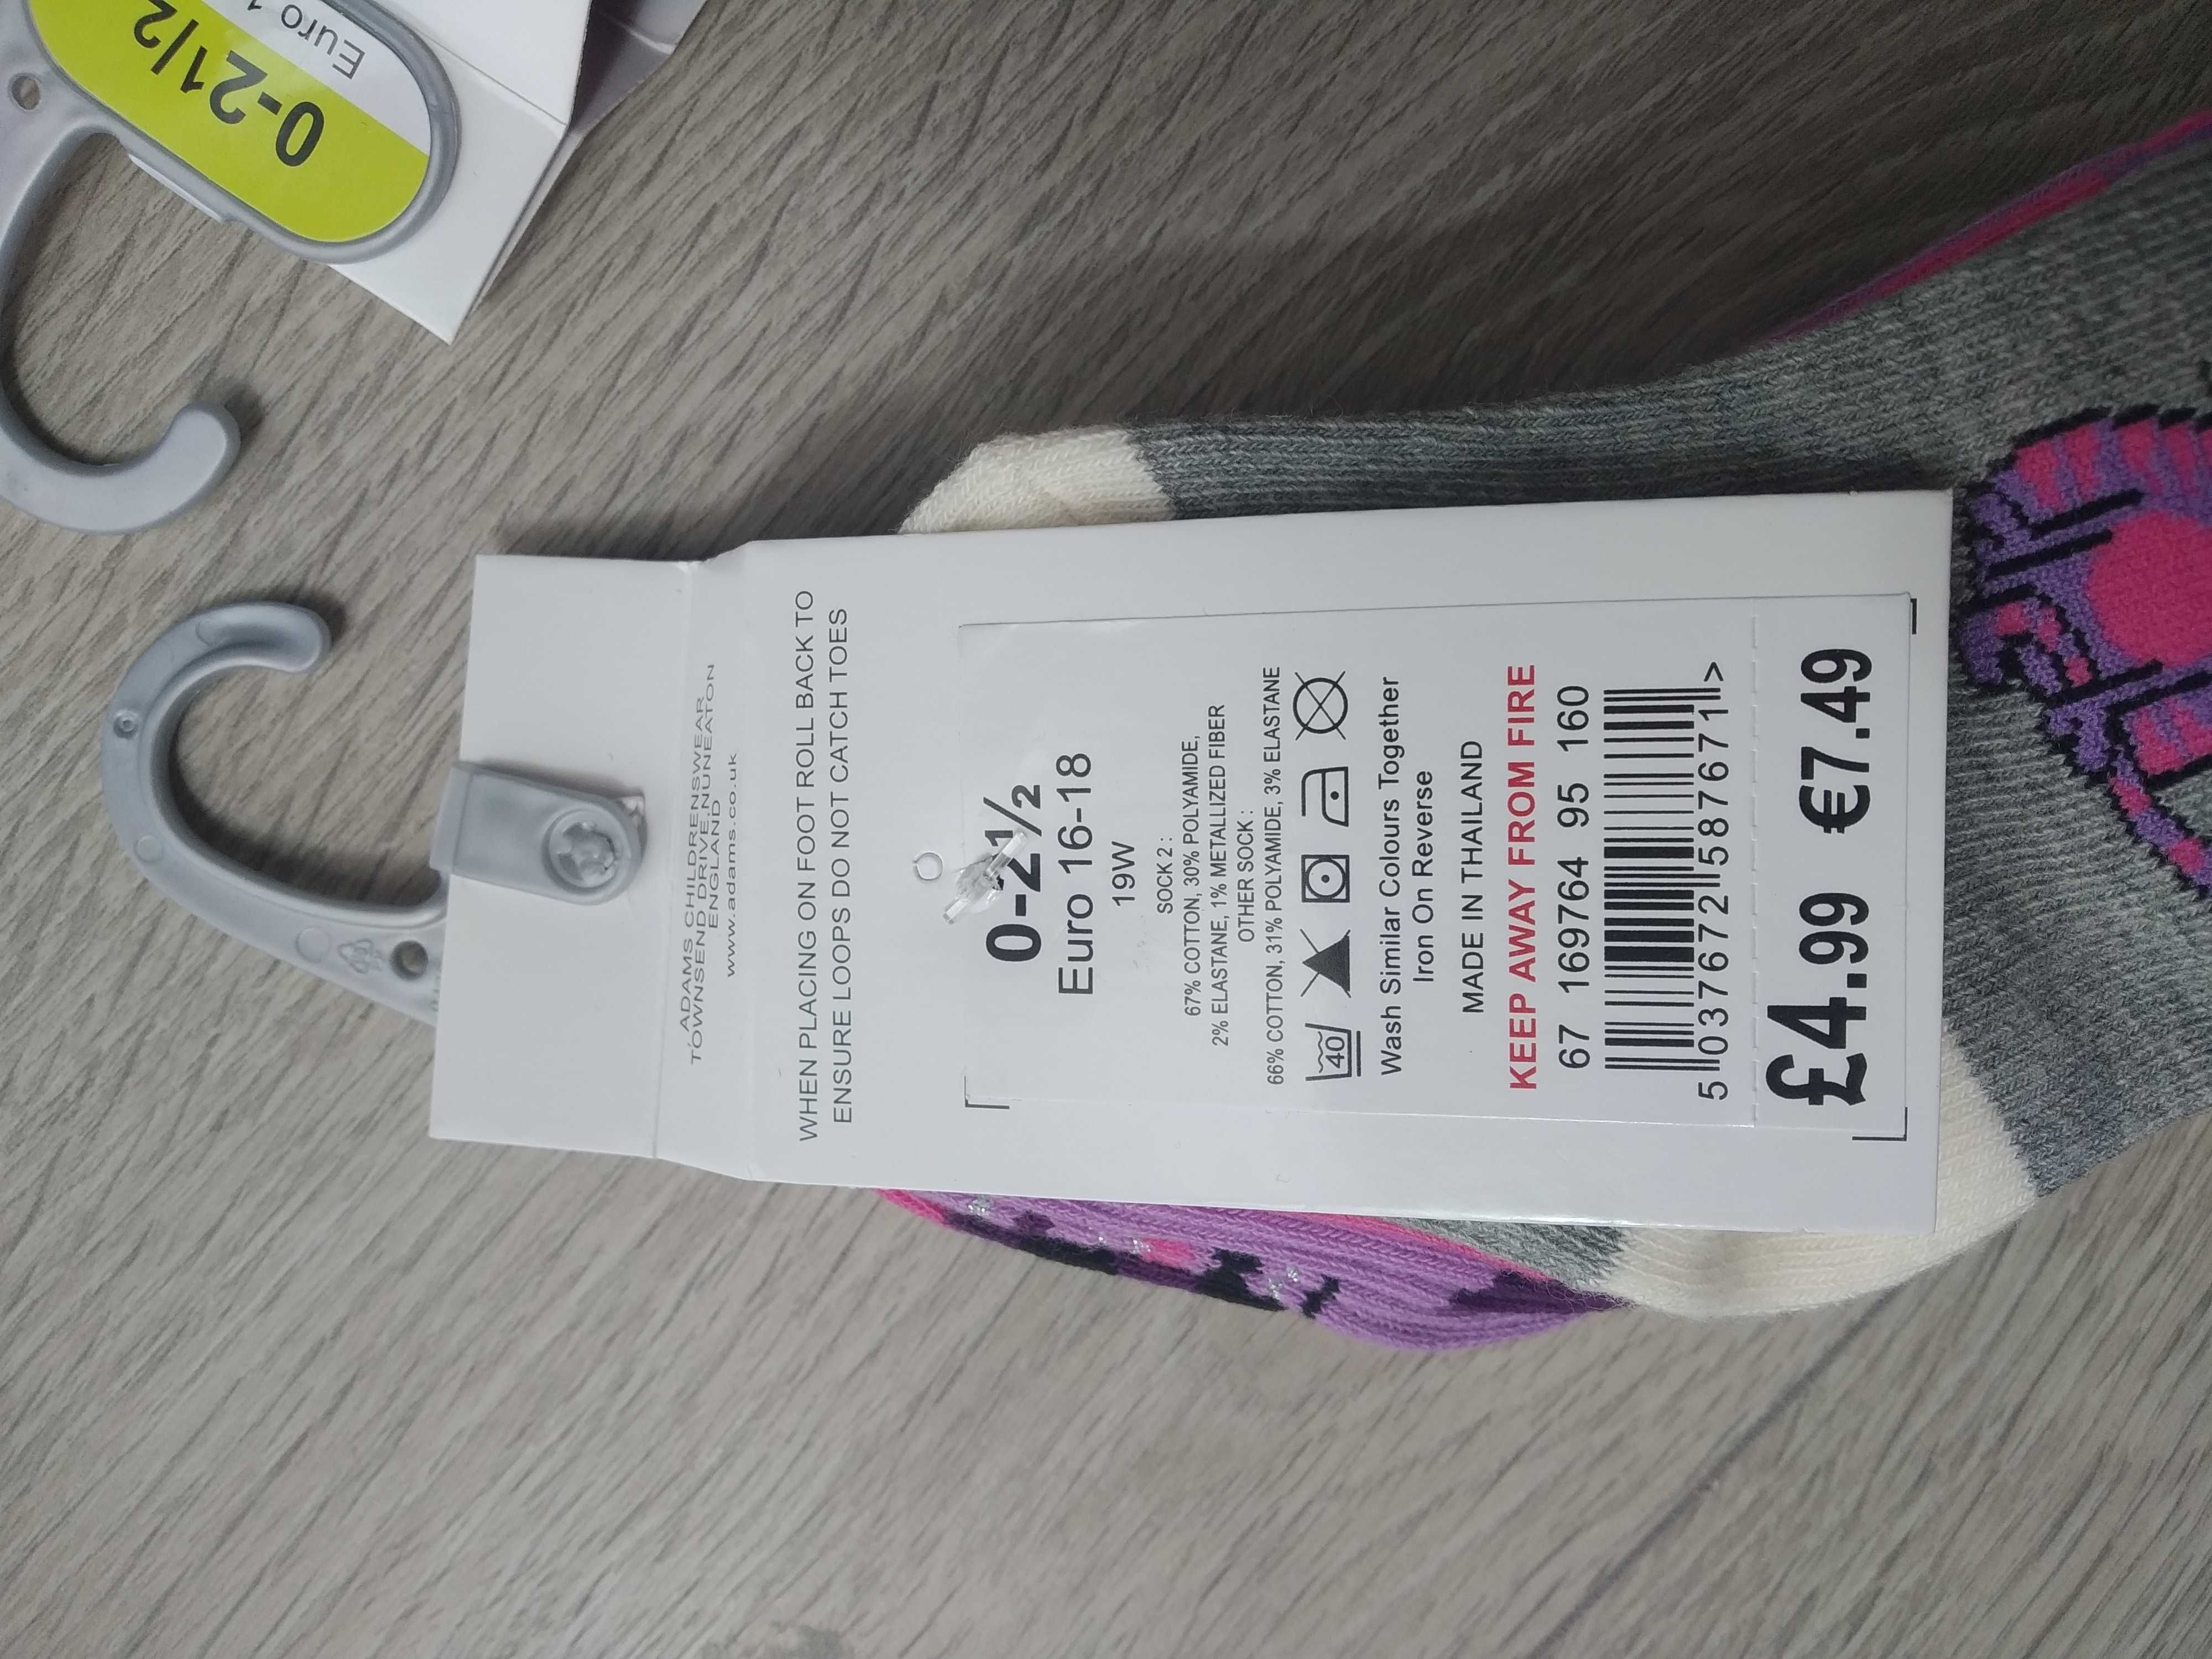 0-21/2
Euro 1
ADAMS CHILDRENSWEAR
TOWNSEND DRIVE, NUNEATON
ENGLAND
www.adams.co.uk
WHEN PLACING ON FOOT ROLL BACK TO
ENSURE LOOPS DO NOT CATCH TOES
0-2½
Euro 16-18
19W
SOCK 2 :
67% COTTON, 30% POLYAMIDE,
2% ELASTANE, 1% METALLIZED FIBER
OTHER SOCK :
66% COTTON, 31% POLYAMIDE, 3% ELASTANE
40
Wash Similar Colours Together
Iron On Reverse
MADE IN THAILAND
KEEP AWAY FROM FIRE
67 169764 95 160
5 037672 587671 >
£4.99 €7.49